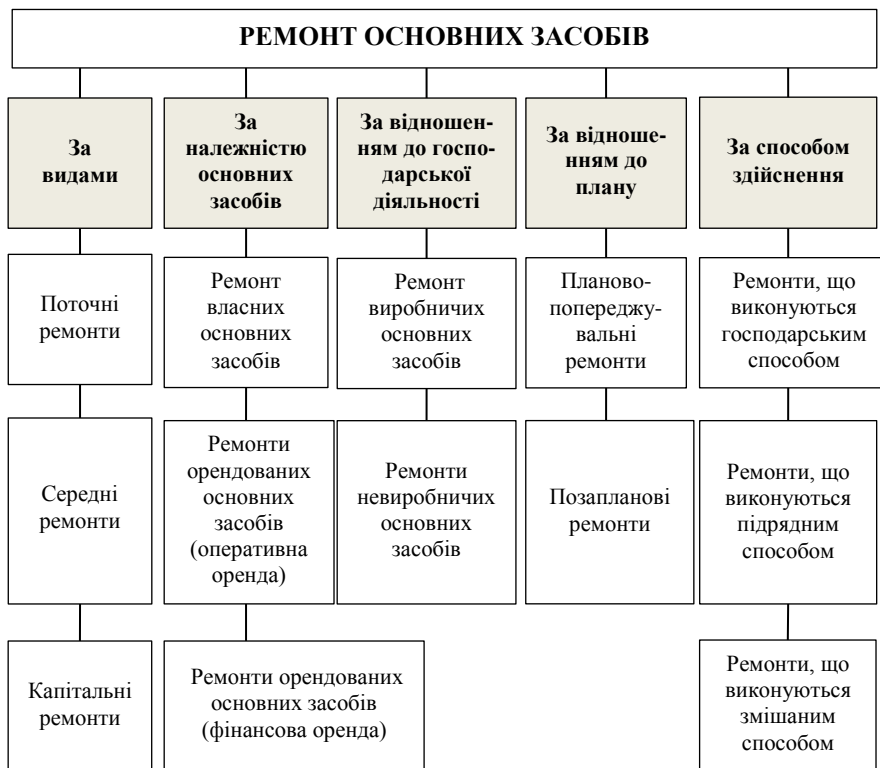 РЕМОНТ ОСНОВНИХ ЗАСОБІВ
За
видами
За
належністю
основних
засобів
За відношен-
ням до госпо-
дарської
діяльності
За відноше-
нням до
плану
За способом
здійснення
Поточні
ремонти
Ремонт
власних
основних
засобів
Ремонт
виробничих
основних
засобів
Планово-
попереджу-
вальні
ремонти
Ремонти, що
виконуються
господарським
способом
Середні
ремонти
Ремонти
орендованих
основних
засобів
(оперативна
оренда)
Ремонти
невиробничих
основних
засобів
Позапланові
ремонти
Ремонти, що
виконуються
підрядним
способом
Капітальні
ремонти
Ремонти орендованих
основних засобів
(фінансова оренда)
Ремонти, що
виконуються
змішаним
способом